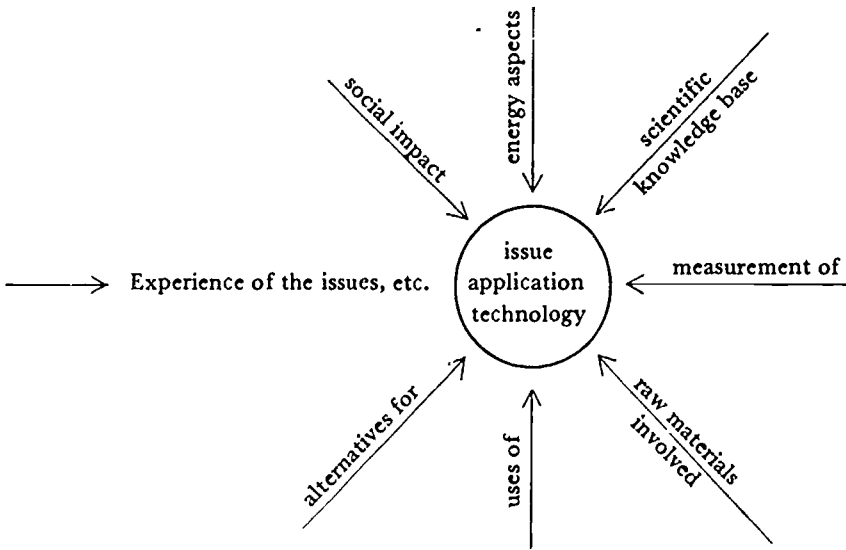 social impact
energy aspects
scientific
knowledge base
Experience of the issues, etc.
issue
application
technology
measurement of
alternatives for
uses of
raw materials
involved